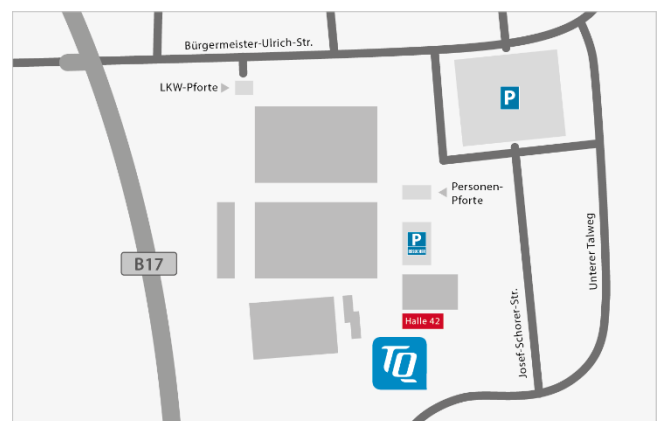 Bürgermeister-Ulrich-Str.
LKW-Pforte
P
Personen-
Pforte
P
B17
Halle 42
TQ
Josef-Schorer-Str.
Unterer Talweg